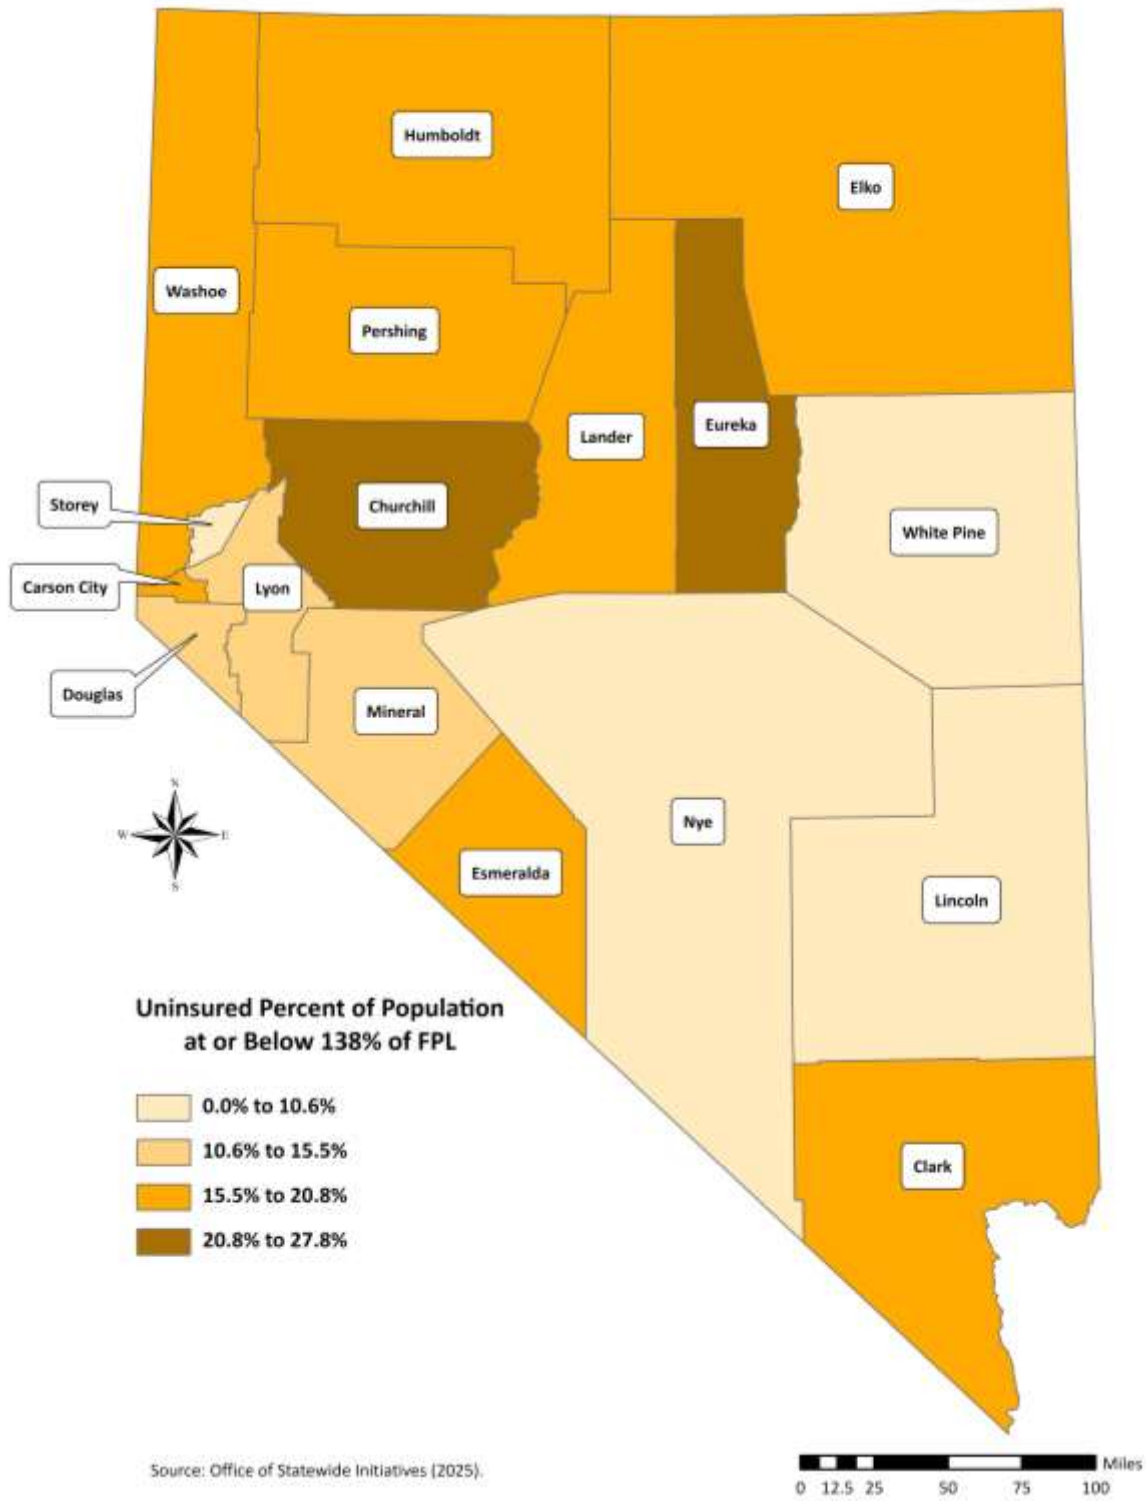 Humboldt
Elko
Washoe
Pershing
Eureka
Lander
Storey
Churchill
White Pine
Carson City
Lyon
Douglas
Mineral
N
W E
S
Nye
Esmeralda
Lincoln
Uninsured Percent of Population
at or Below 138% of FPL
0.0% to 10.6%
10.6% to 15.5%
15.5% to 20.8%
20.8% to 27.8%
Clark
Source: Office of Statewide Initiatives (2025).
Miles
0 12.5 25 50 75 100